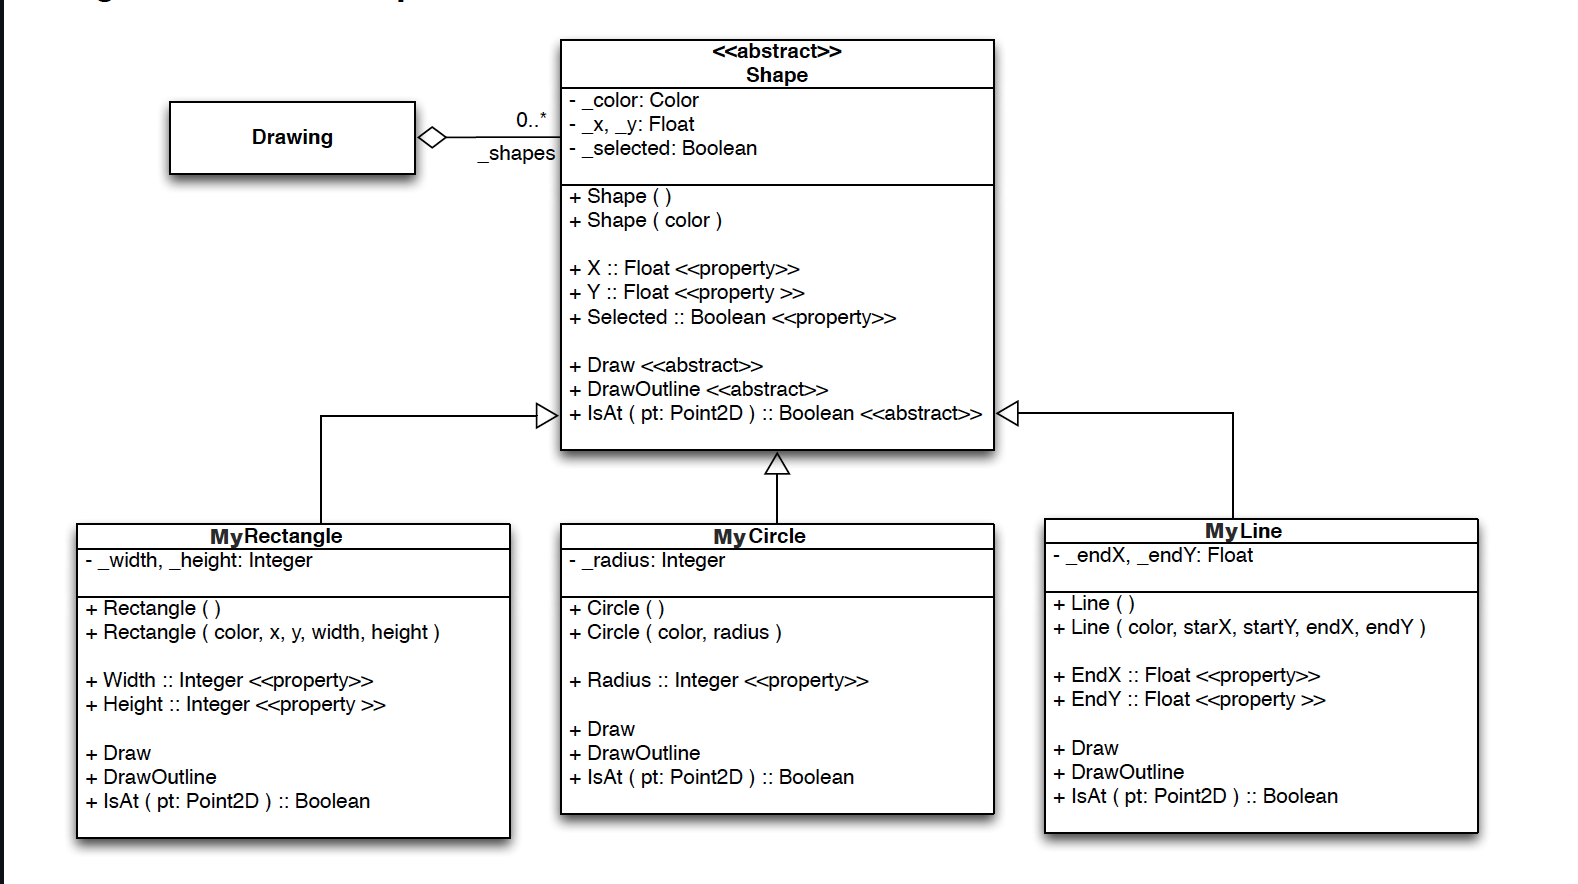 <<abstract>>
Shape
- _color: Color
- _x, _y: Float
- _selected: Boolean
+ Shape ( )
+ Shape ( color )
+ X :: Float <<property>>
+ Y :: Float <<property >>
+ Selected :: Boolean <<property>>
+ Draw <<abstract>>
+ DrawOutline <<abstract>>
+ IsAt ( pt: Point2D ) :: Boolean <<abstract>>
Drawing
0..*
_shapes
MyRectangle
- _width, _height: Integer
+ Rectangle ( )
+ Rectangle ( color, x, y, width, height )
+ Width :: Integer <<property>>
+ Height :: Integer <<property >>
+ Draw
+ DrawOutline
+ IsAt ( pt: Point2D ) :: Boolean
My Circle
- _radius: Integer
+ Circle ( )
+ Circle ( color, radius )
+ Radius :: Integer <<property>>
+ Draw
+ DrawOutline
+ IsAt ( pt: Point2D ) :: Boolean
My Line
- _endX, _endY: Float
+ Line ( )
+ Line ( color, starX, startY, endX, endY )
+ EndX :: Float <<property>>
+ EndY :: Float <<property >>
+ Draw
+ DrawOutline
+ IsAt ( pt: Point2D ) :: Boolean